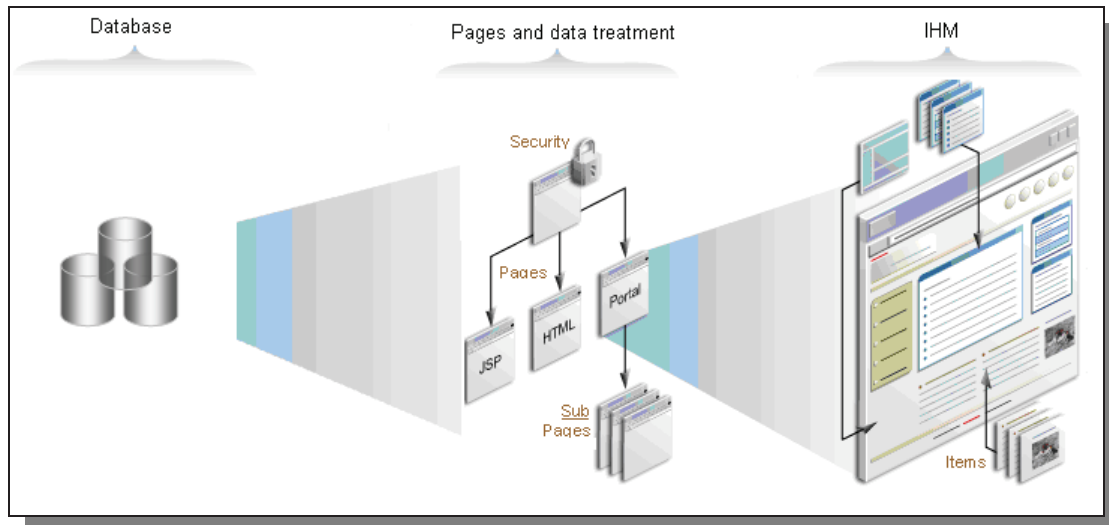 Database
Pages and data treatment
IHM
Security
Pages
Portal
HTML
JSP
Sub
Pages
Items